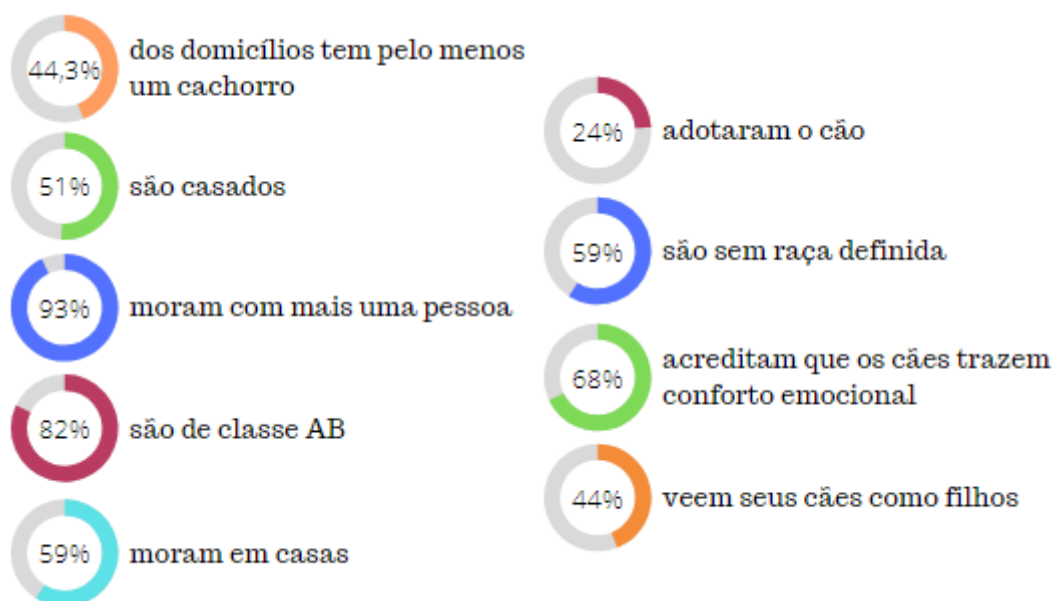 44,3%
dos domicílios tem pelo menos
um cachorro
51%
são casados
93%
moram com mais uma pessoa
82%
são de classe AB
59%
moram em casas
24%
adotaram o cão
59%
são sem raça definida
68%
acreditam que os cães trazem
conforto emocional
44%
veem seus cães como filhos